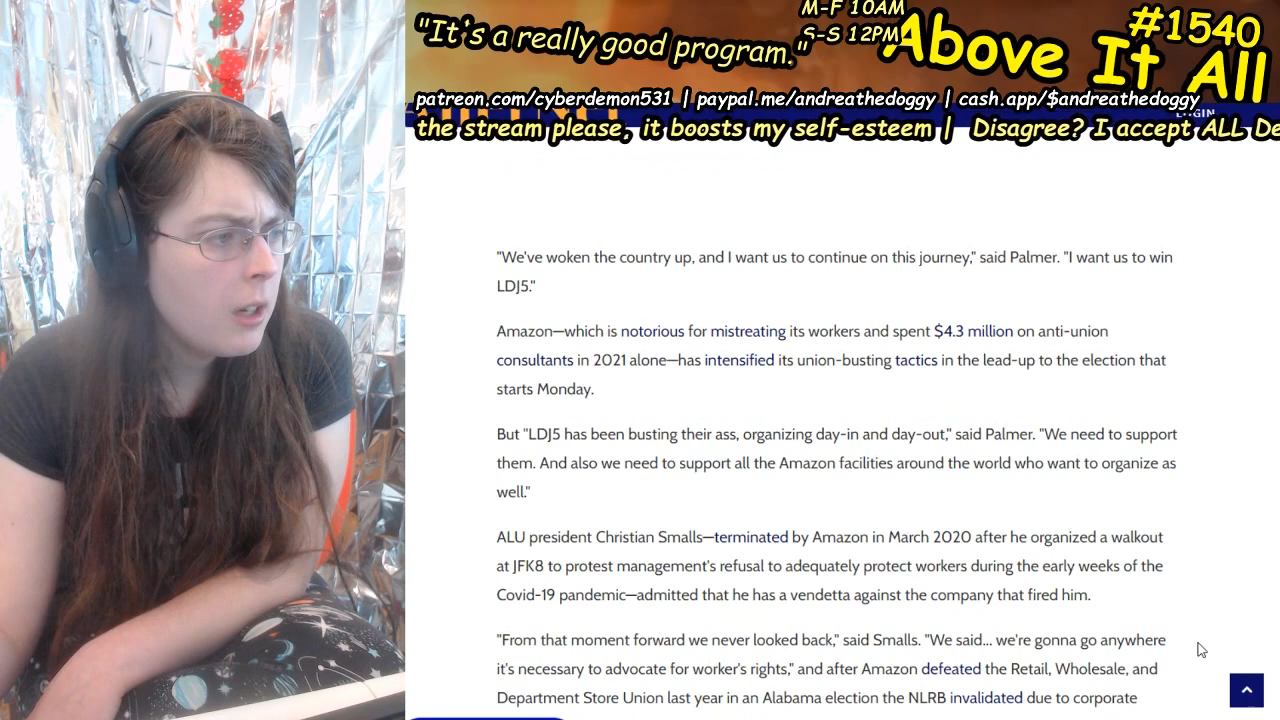 "It's a really good program."
M-F 10AM
S-S 12PM
Above It All
#1540
patreon.com/cyberdemon531 | paypal.me/andreathedoggy | cash.app/$andreathedoggy
LOGIN
the stream please, it boosts my self-esteem | Disagree? I accept ALL De
"We've woken the country up, and I want us to continue on this journey," said Palmer. "I want us to win
LDJ5."
Amazon—which is notorious for mistreating its workers and spent $4.3 million on anti-union
consultants in 2021 alone—has intensified its union-busting tactics in the lead-up to the election that
starts Monday.
But "LDJ5 has been busting their ass, organizing day-in and day-out," said Palmer. "We need to support
them. And also we need to support all the Amazon facilities around the world who want to organize as
well."
ALU president Christian Smalls—terminated by Amazon in March 2020 after he organized a walkout
at JFK8 to protest management's refusal to adequately protect workers during the early weeks of the
Covid-19 pandemic—admitted that he has a vendetta against the company that fired him.
"From that moment forward we never looked back," said Smalls. "We said... we're gonna go anywhere
it's necessary to advocate for worker's rights," and after Amazon defeated the Retail, Wholesale, and
Department Store Union last year in an Alabama election the NLRB invalidated due to corporate